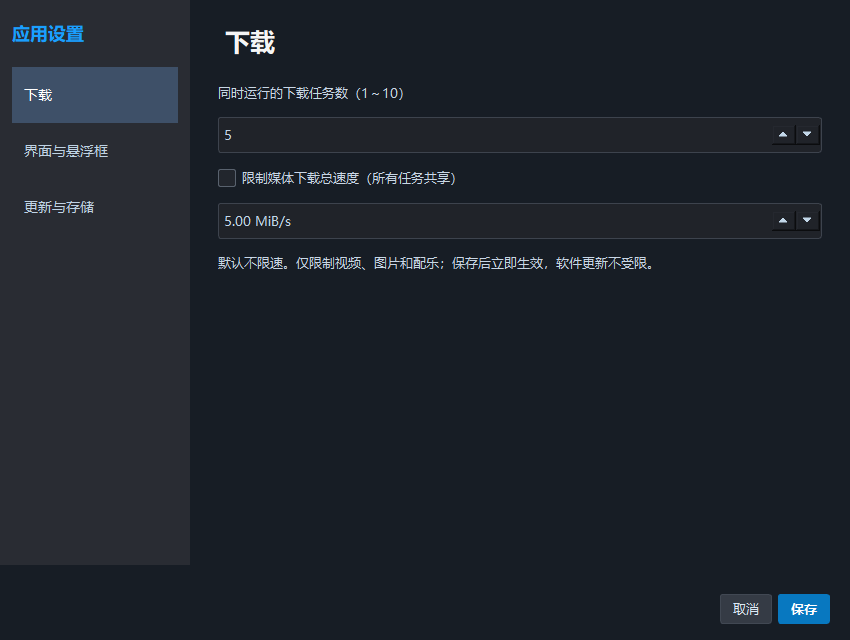 应用设置
下载
界面与悬浮框
更新与存储
下载
同时运行的下载任务数（1～10）
5
限制媒体下载总速度（所有任务共享）
5.00 MiB/s
默认不限速。仅限制视频、图片和配乐；保存后立即生效，软件更新不受限。
取消
保存